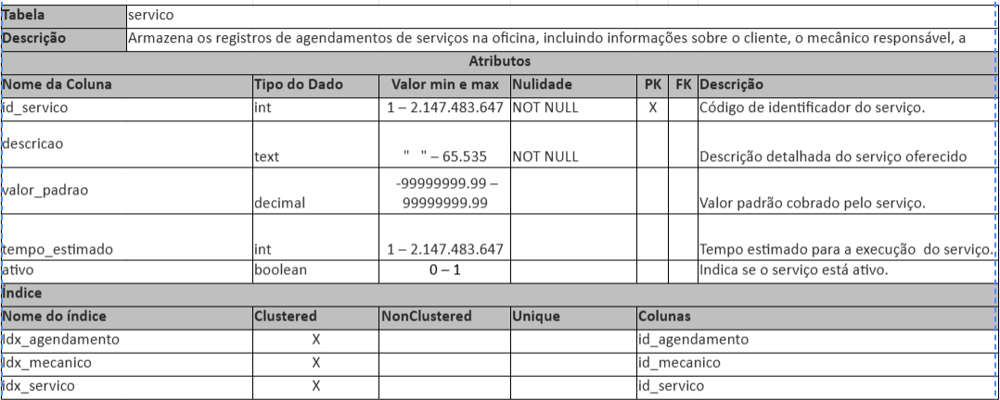 Tabela servico
Descrição Armazena os registros de agendamentos de serviços na oficina, incluindo informações sobre o cliente, o mecânico responsável, a
Atributos
Nome da Coluna Tipo do Dado Valor min e max Nulidade PK FK Descrição
id_servico int 1 – 2.147.483.647 NOT NULL X Código de identificador do serviço.
descricao text " " – 65.535 NOT NULL Descrição detalhada do serviço oferecido
valor_padrao decimal -99999999.99 – 99999999.99 Valor padrão cobrado pelo serviço.
tempo_estimado int 1 – 2.147.483.647 Tempo estimado para a execução do serviço.
ativo boolean 0 – 1 Indica se o serviço está ativo.
Índice
Nome do índice Clustered NonClustered Unique Colunas
Idx_agendamento X id_agendamento
Idx_mecanico X id_mecanico
idx_servico X id_servico